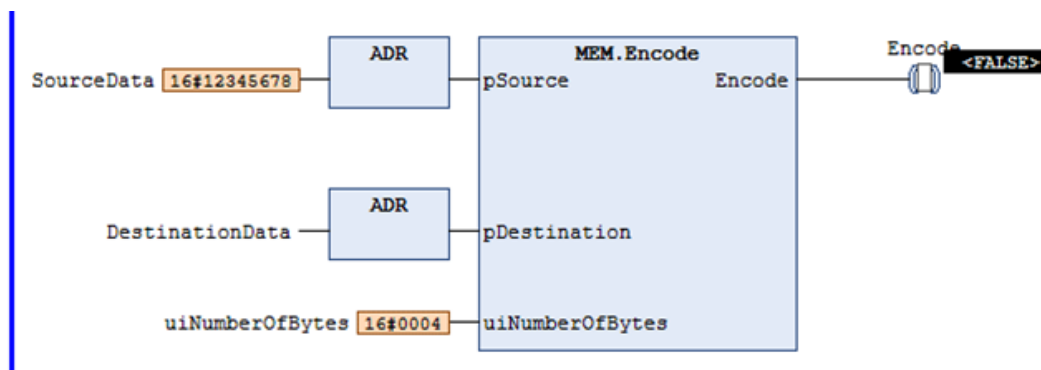 ADR
MEM.Encode
Encode
<FALSE>
SourceData 16#12345678
pSource
Encode
ADR
DestinationData
pDestination
uiNumberOfBytes 16#0004
uiNumberOfBytes